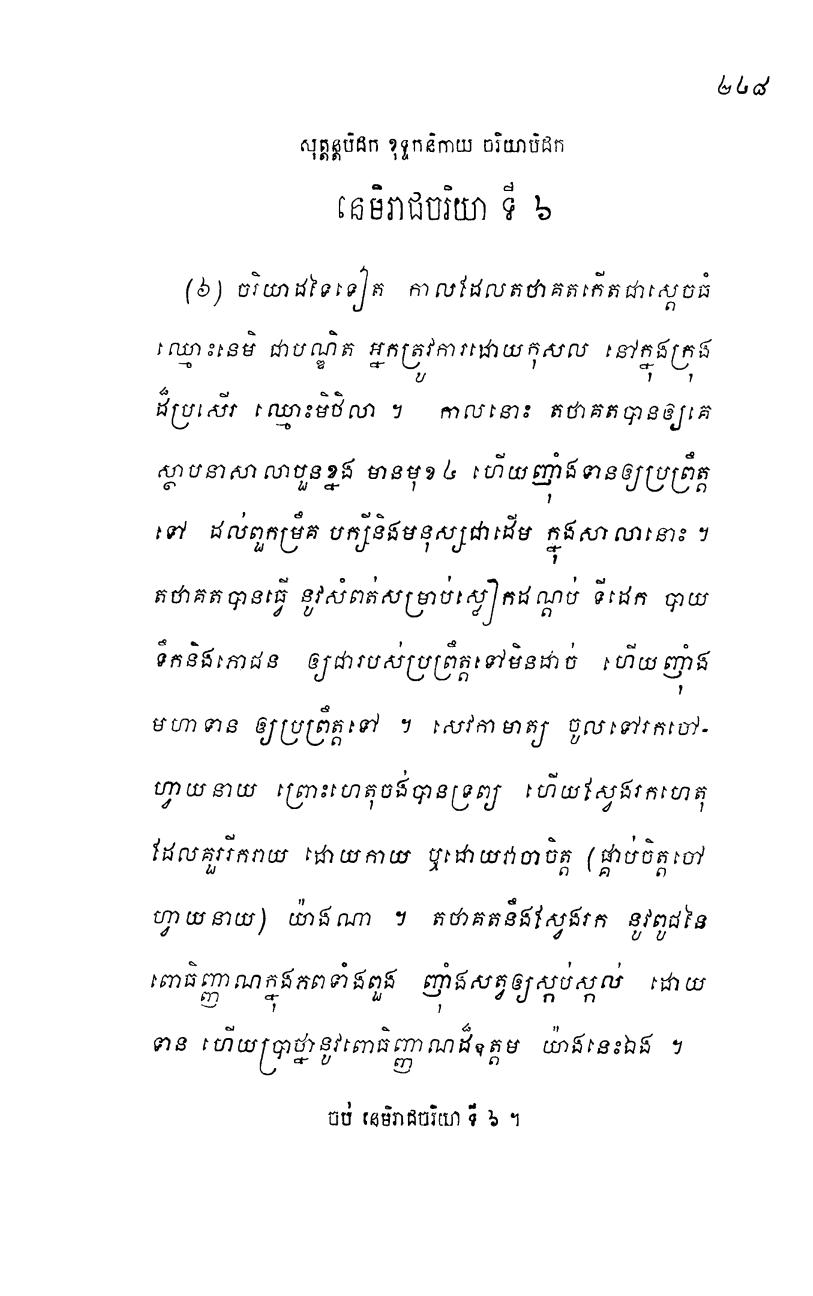 ២៤៨
សុត្តន្តបិដក ខុទ្ទកនិកាយ ចរិយាបិដក
នេមិរាជចរិយា ទី ៦
(៦) ចរិយាដទៃទៀត កាលដែលតថាគតកើតជាស្តេចធំ
ឈ្មោះនេមិ ជាបណ្ឌិត អ្នកត្រូវការដោយកុសល នៅក្នុងក្រុង
ដ៏ប្រសើរ ឈ្មោះមិថិលា ។ កាលនោះ តថាគតបានឲ្យគេ
ស្ថាបនាសាលាបួនខ្នង មានមុខ៤ ហើយញ៉ាំងទានឲ្យប្រព្រឹត្ត
ទៅ ដល់ពួកម្រឹគ បក្សីនិងមនុស្សជាដើម ក្នុងសាលានោះ ។
តថាគតបានធ្វើ នូវសំពត់សម្រាប់ស្លៀកដណ្តប់ ទីដេក បាយ
ទឹកនិងភោជន ឲ្យជារបស់ប្រព្រឹត្តទៅមិនដាច់ ហើយញ៉ាំង
មហាទាន ឲ្យប្រព្រឹត្តទៅ ។ សេវកាមាត្យ ចូលទៅរកចៅ-
ហ្វាយនាយ ព្រោះហេតុចង់បានទ្រព្យ ហើយស្វែងរកហេតុ
ដែលគួររីករាយ ដោយកាយ ឬដោយវាចាចិត្ត (ផ្គាប់ចិត្តចៅ
ហ្វាយនាយ) យ៉ាងណា ។ តថាគតនឹងស្វែងរក នូវពូជនៃ
ពោធិញ្ញាណក្នុងភពទាំងពួង ញ៉ាំងសត្វឲ្យស្កប់ស្កល់ ដោយ
ទាន ហើយប្រាថ្នានូវពោធិញ្ញាណដ៏ឧត្តម យ៉ាងនេះឯង ។
ចប់ នេមិរាជចរិយា ទី ៦ ។